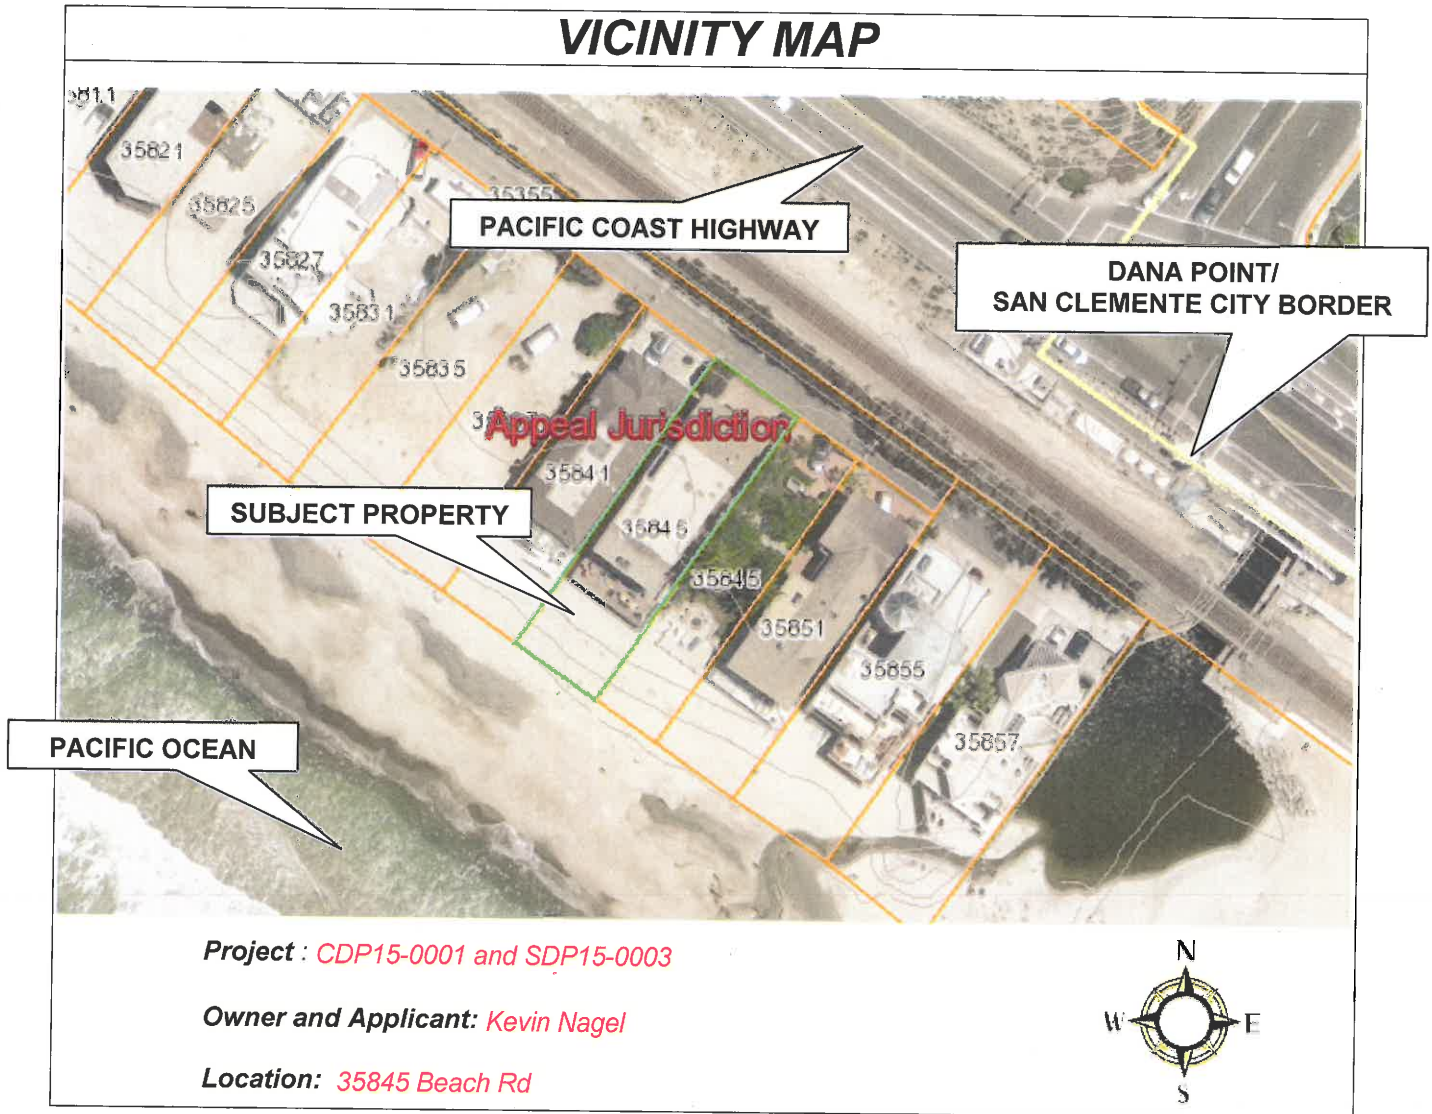 VICINITY MAP
5811
35821
35825
35827
35831
35355
PACIFIC COAST HIGHWAY
DANA POINT/
SAN CLEMENTE CITY BORDER
35835
Appeal Jurisdiction
35841
SUBJECT PROPERTY
35845
35845
35851
35855
35857
PACIFIC OCEAN
Project : CDP15-0001 and SDP15-0003
Owner and Applicant: Kevin Nagel
Location: 35845 Beach Rd
N
W
E
S